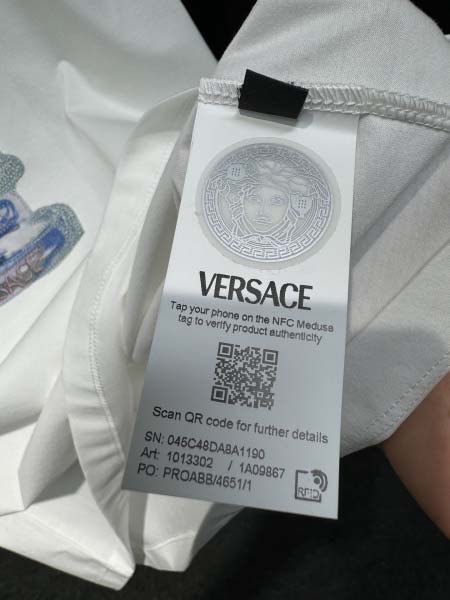 VERSACE
Tap your phone on the NFC Medusa
tag to verify product authenticity
Scan QR code for further details
SN: 045C48DA8A1190
Art: 1013302 / 1A09867
PO: PROABB/4651/1
RFID